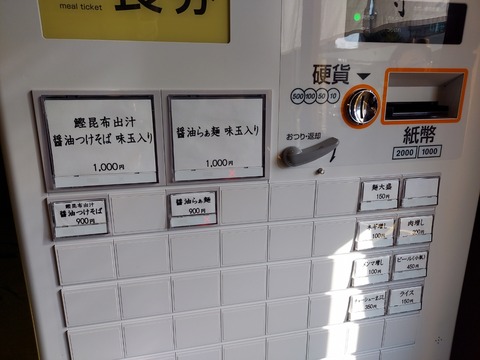 meal ticket
食券
硬貨
500 100 50 10
おつり・返却
紙幣
2000 1000
鰹昆布出汁
醤油つけそば 味玉入り
1,000円
醤油らぁ麺 味玉入り
1,000円
鰹昆布出汁
醤油つけそば
900円
醤油らぁ麺
900円
麺大盛
150円
ネギ増し
100円
肉増し
メンマ増し
100円
ビール(小瓶)
450円
350円
ライス
150円